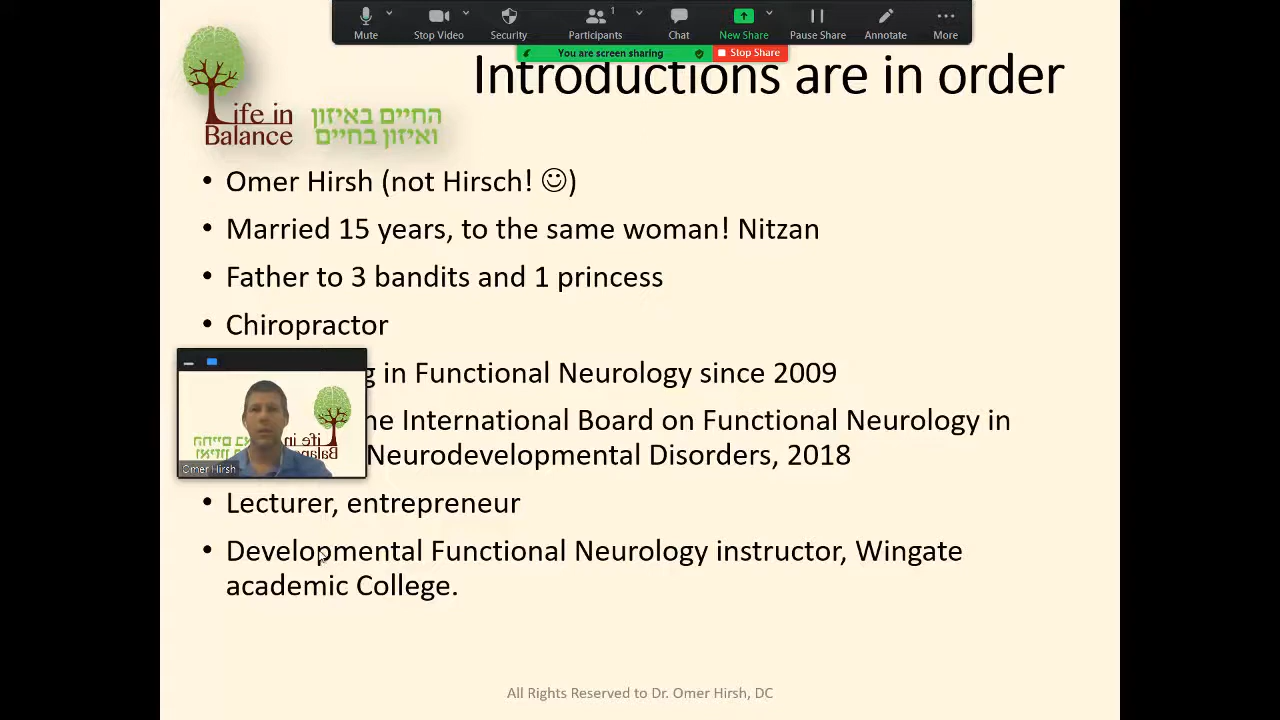 Mute
Stop Video
Security
1
Participants
Chat
New Share
Pause Share
Annotate
More
You are screen sharing
Stop Share
Introductions are in order
Life in
Balance
החיים באיזון
ואיזון בחיים
• Omer Hirsh (not Hirsch! ☺)
• Married 15 years, to the same woman! Nitzan
• Father to 3 bandits and 1 princess
• Chiropractor
g in Functional Neurology since 2009
he International Board on Functional Neurology in
Neurodevelopmental Disorders, 2018
Omer Hirsh
• Lecturer, entrepreneur
• Developmental Functional Neurology instructor, Wingate
academic College.
All Rights Reserved to Dr. Omer Hirsh, DC